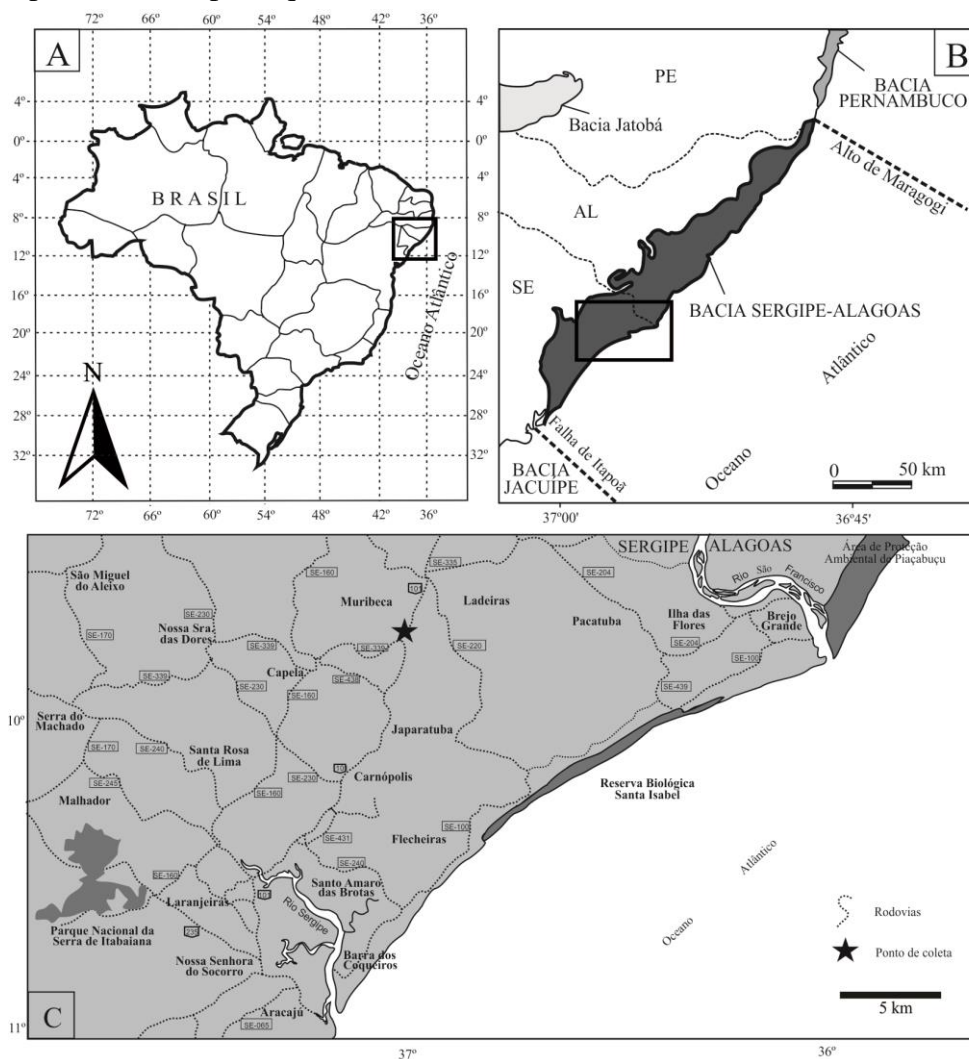 A
72º 66º 60º 54º 48º 42º 36º
4º
0º
4º
8º
12º
16º
20º
24º
28º
32º
4º
0º
4º
8º
12º
16º
20º
24º
28º
32º
BRASIL
Oceano Atlântico
N
72º 66º 60º 54º 48º 42º 36º
B
PE
Bacia Jatobá
BACIA
PERNAMBUCO
Alto de Maragogi
AL
SE
BACIA SERGIPE-ALAGOAS
Atlântico
Oceano
Falha de Itapoã
BACIA
JACUÍPE
0 50 km
37º00 36º45'
SERGIPE ALAGOAS
Área de Proteção
Ambiental de Piaçabuçu
Rio São Francisco
São Miguel
do Aleixo
SE-160
SE-335
101
SE-204
Muribeca
Ladeiras
Pacatuba
Ilha das
Flores
Brejo
Grande
SE-170
SE-230
Nossa Sra.
das Dores
SE-339
SE-339
SE-220
SE-204
SE-100
SE-339
Capela
SE-438
SE-230
SE-160
SE-439
10º
Serra do
Machado
Japaratuba
SE-170
SE-240
Santa Rosa
de Lima
SE-245
SE-230
101
Carnópolis
SE-160
Malhador
Reserva Biológica
Santa Isabel
SE-431
Flecheiras
SE-100
SE-240
SE-160
Laranjeiras
101
Santo Amaro
das Brotas
Rio Sergipe
Parque Nacional da
Serra de Itabaiana
235
Nossa Senhora
do Socorro
Barra dos
Coqueiros
Aracajú
SE-065
Atlântico
Oceano
Rodovias
Ponto de coleta
5 km
C
11º
37º 36º